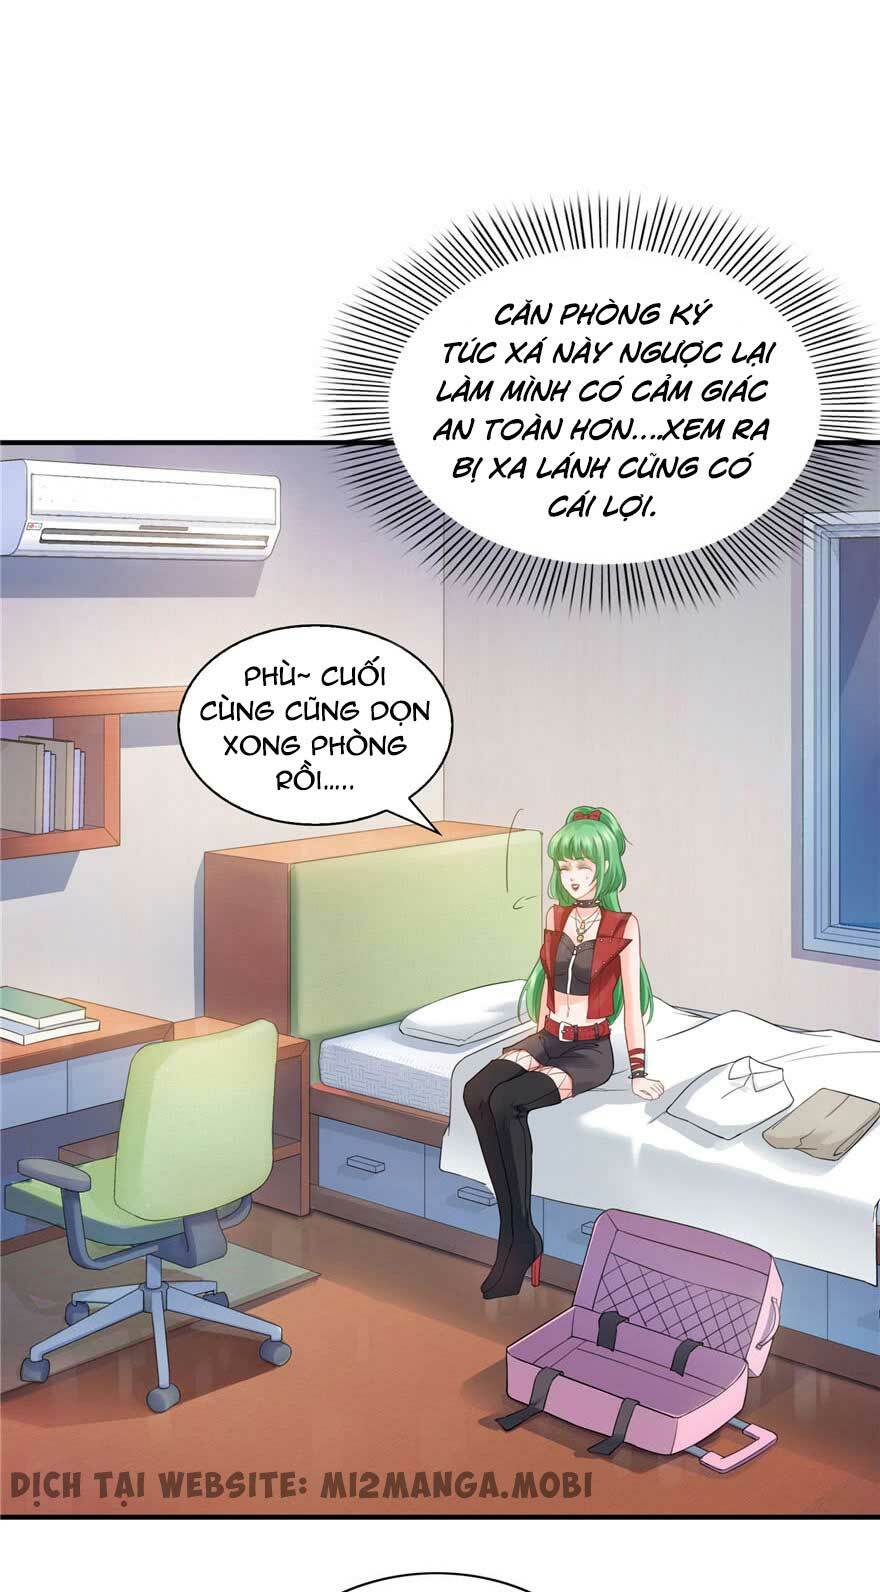 CĂN PHÒNG KÝ
TÚC XÁ NÀY NGƯỢC LẠI
LÀM MÌNH CÓ CẢM GIÁC
AN TOÀN HƠN....XEM RA
BỊ XA LÁNH CŨNG CÓ
CÁI LỢI.
PHÙ~ CUỐI
CÙNG CŨNG DỌN
XONG PHÒNG
RỒI.....
DỊCH TẠI WEBSITE: MI2MANGA.MOBI